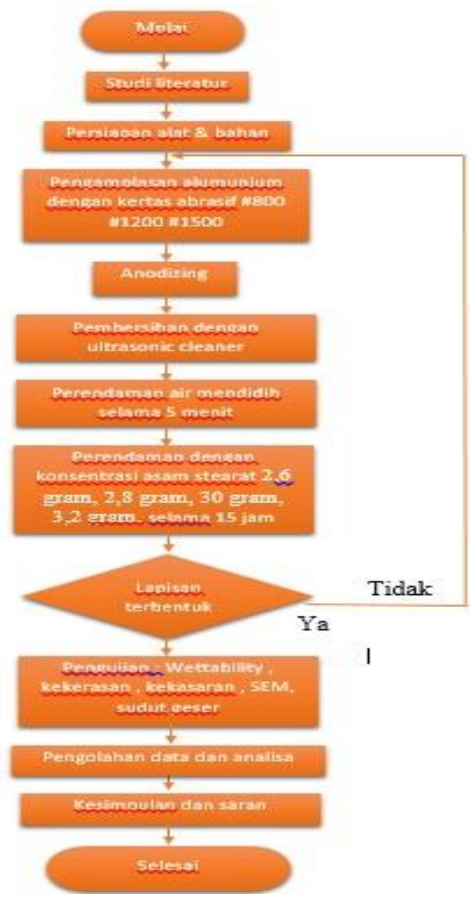 Mulai
Studi literatur
Persiapan alat & bahan
Pengamplasan alumunium
dengan kertas abrasif #800
#1200 #1500
Anodizing
Pembersihan dengan
ultrasonic cleaner
Perendaman air mendidih
selama 5 menit
Perendaman dengan
konsentrasi asam stearat 2,6
gram, 2,8 gram, 30 gram,
3,2 gram. selama 15 jam
Lapisan
terbentuk
Tidak
Ya
Pengujian : Wettability ,
kekerasan , kekasaran , SEM,
sudut geser
Pengolahan data dan analisa
Kesimpulan dan saran
Selesai